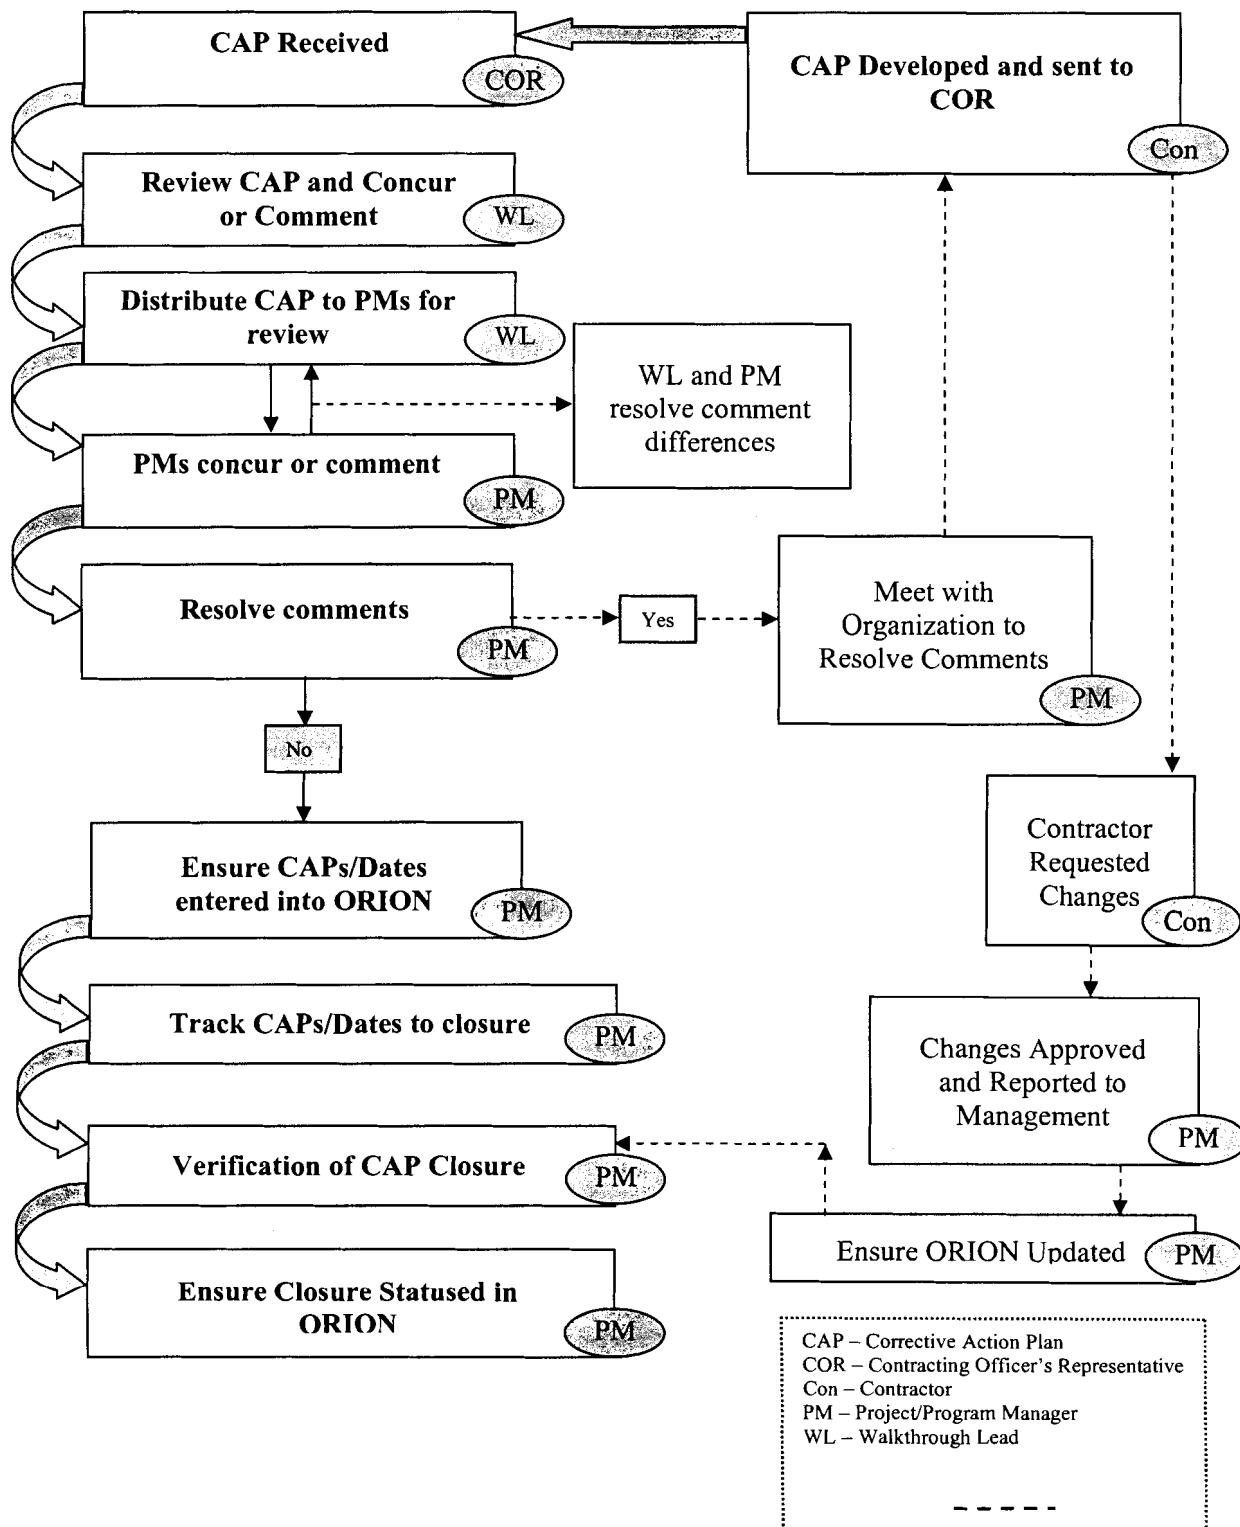 CAP Received
COR
CAP Developed and sent to
COR
Con
Review CAP and Concur
or Comment
WL
Distribute CAP to PMs for
review
WL
WL and PM
resolve comment
differences
PMs concur or comment
PM
Resolve comments
PM
Yes
Meet with
Organization to
Resolve Comments
PM
No
Contractor
Requested
Changes
Con
Ensure CAPs/Dates
entered into ORION
PM
Track CAPs/Dates to closure
PM
Changes Approved
and Reported to
Management
PM
Verification of CAP Closure
PM
Ensure ORION Updated
PM
Ensure Closure Statused in
ORION
PM
CAP – Corrective Action Plan
COR – Contracting Officer's Representative
Con – Contractor
PM – Project/Program Manager
WL – Walkthrough Lead